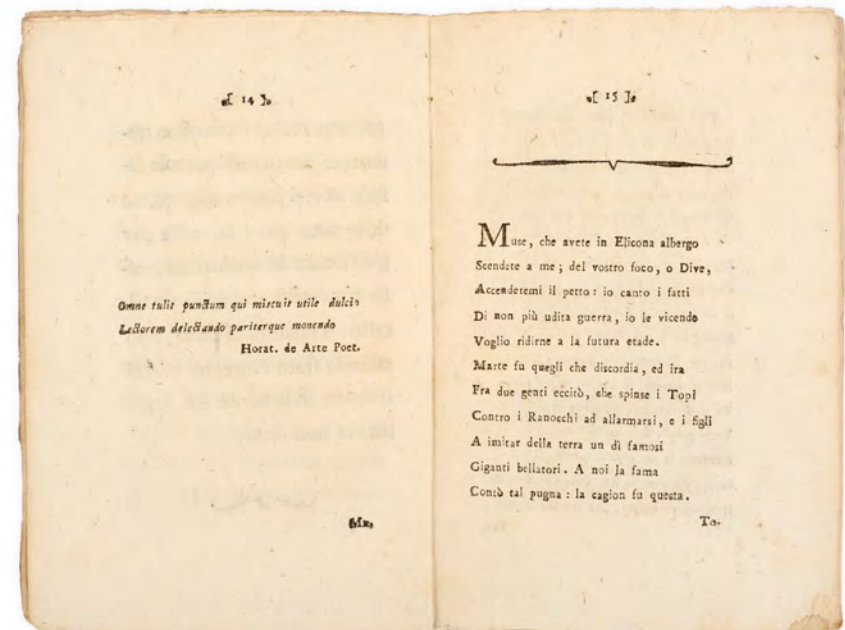 [ 14 ]
Omne tulit punctum qui miscuit utile dulci
Lectorem delectando pariterque monendo
Horat. de Arte Poet.
[ 15 ]
Muse, che avete in Elicona albergo
Scendete a me; del vostro foco, o Dive,
Accendetemi il petto: io canto i fatti
Di non più udita guerra, io le vicende
Voglio ridirne a la futura etade.
Marte fu quegli che discordia, ed ira
Fra due genti eccitò, che spinse i Topi
Contro i Ranocchi ad allarmarsi, e i figli
A imitar della terra un dì famosi
Giganti bellatori. A noi la fama
Contò tal pugna: la cagion fu questa.
To-